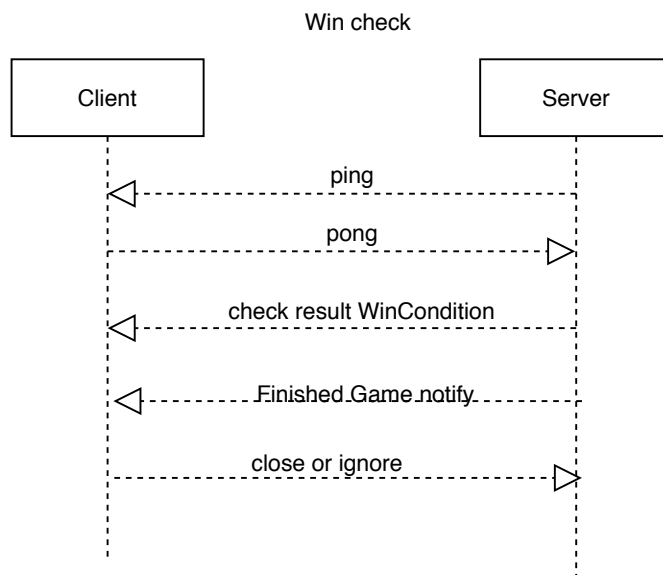 Win check
Client
Server
ping
pong
check result WinCondition
Finished Game notify
close or ignore